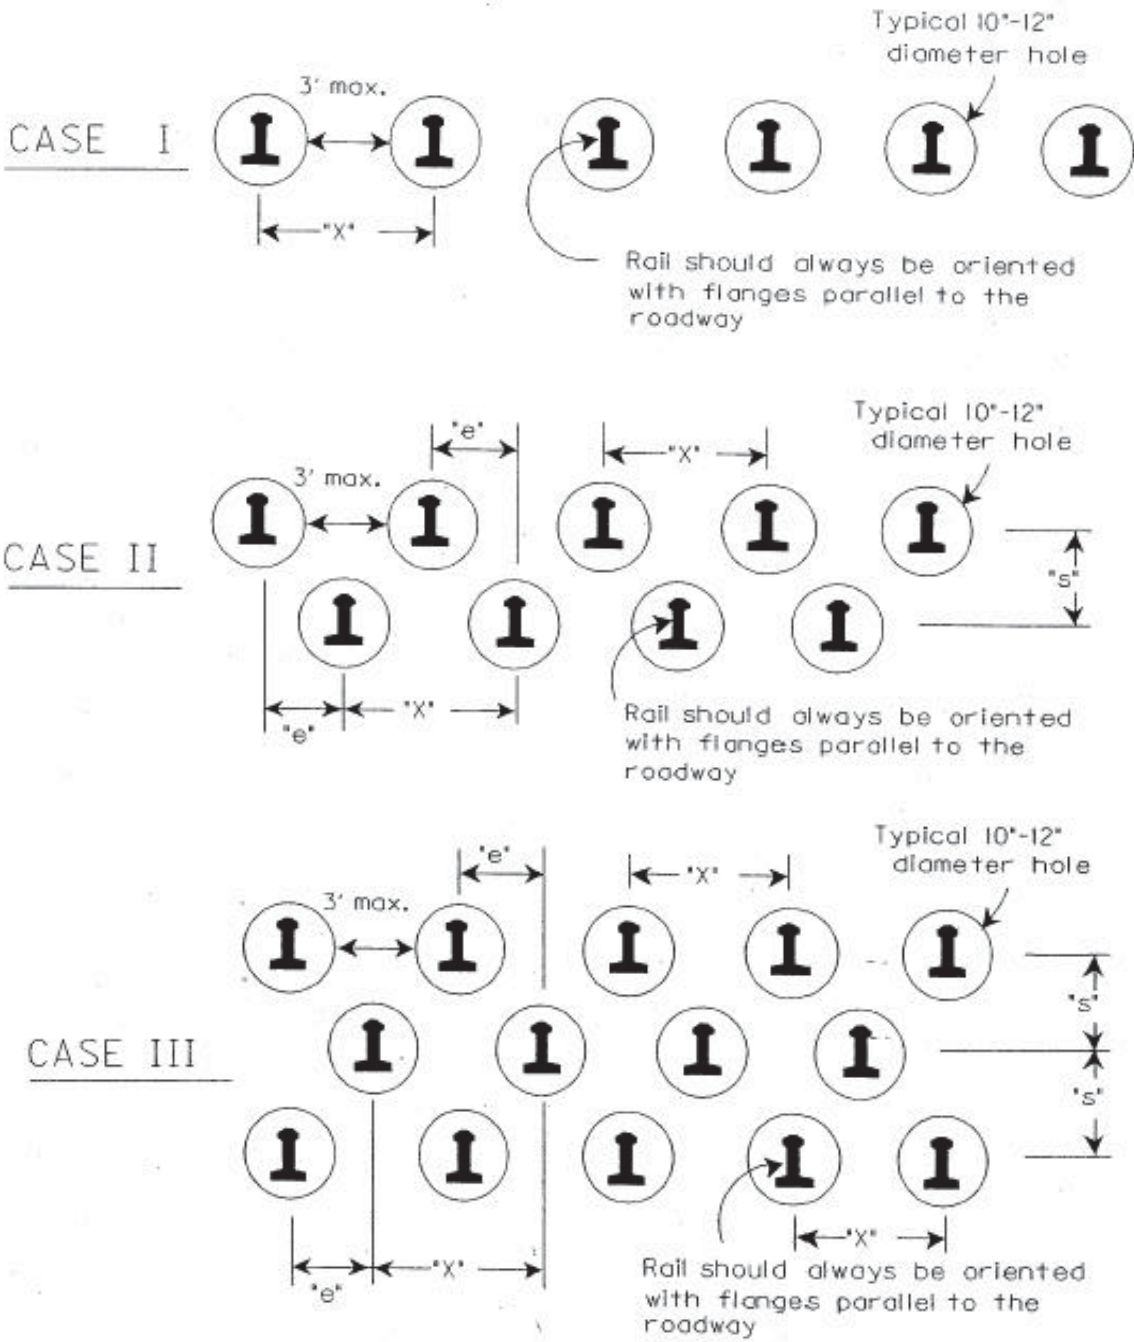 Typical 10"-12"
diameter hole
3' max.
CASE I
"X"
Rail should always be oriented
with flanges parallel to the
roadway
Typical 10"-12"
diameter hole
"e"
"X"
3' max.
CASE II
"s"
"e"
"X"
Rail should always be oriented
with flanges parallel to the
roadway
Typical 10"-12"
diameter hole
"e"
"X"
3' max.
"s"
CASE III
"s"
"X"
"e"
"X"
Rail should always be oriented
with flanges parallel to the
roadway